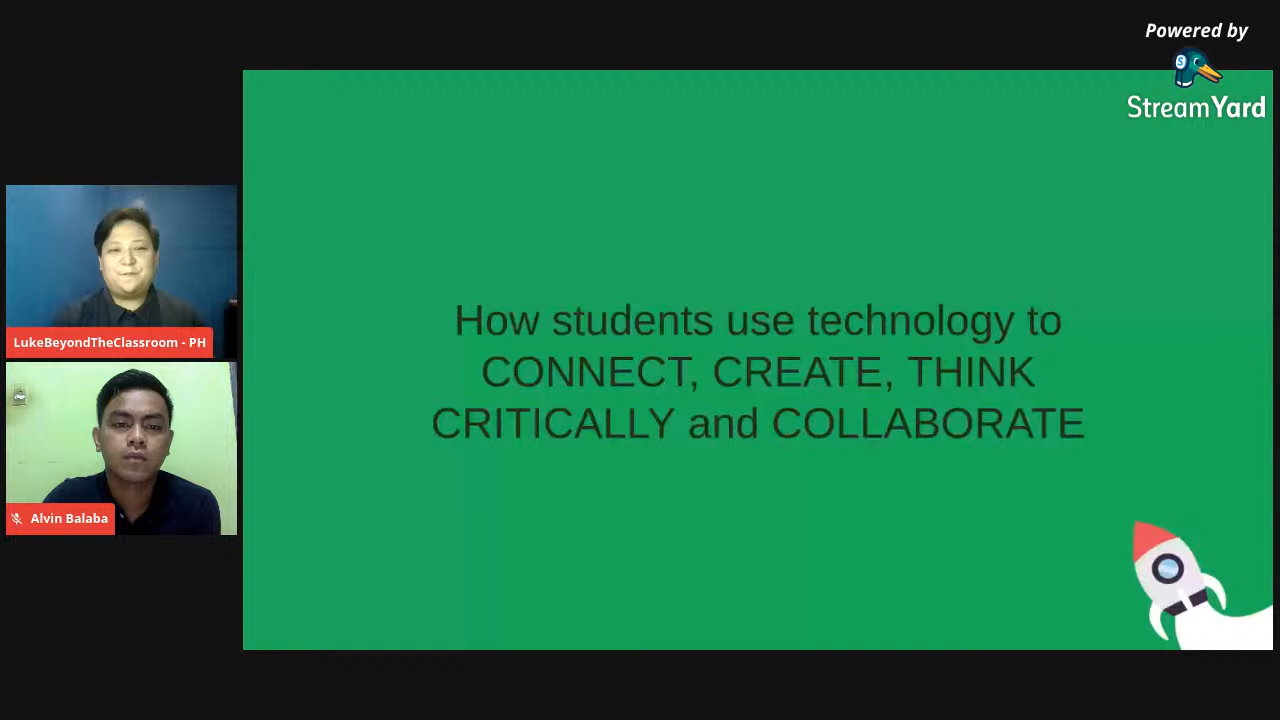 Powered by
S
StreamYard
LukeBeyondTheClassroom - PH
Alvin Balaba
How students use technology to
CONNECT, CREATE, THINK
CRITICALLY and COLLABORATE